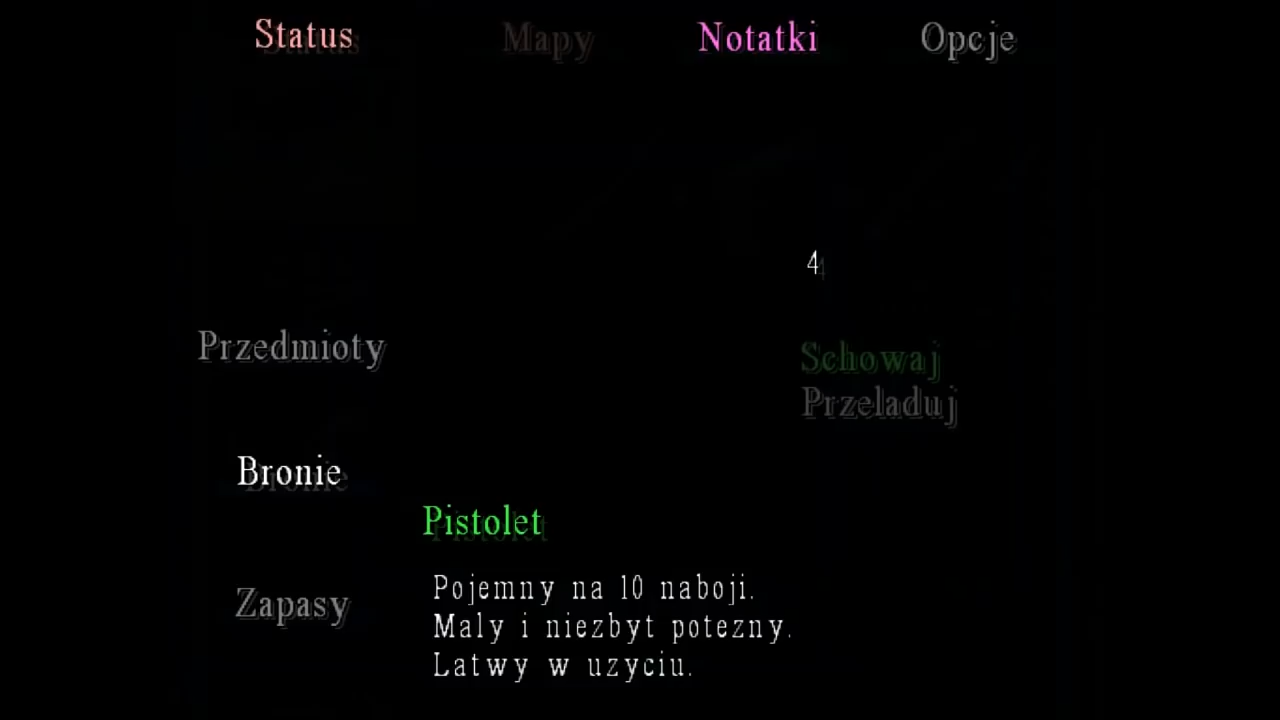 Status Mapy Notatki Opcje
4
Przedmioty
Schowaj
Przeladuj
Bronie
Pistolet
Pojemny na 10 naboji.
Maly i niezbyt potezny.
Zapasy
Latwy w uzyciu.